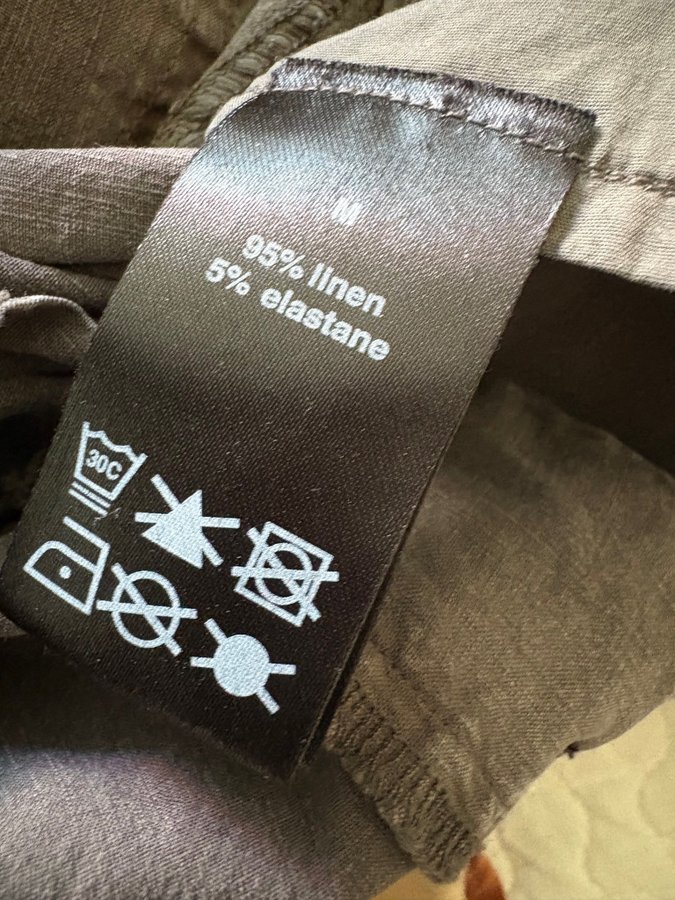 M
95% linen
5% elastane
30C